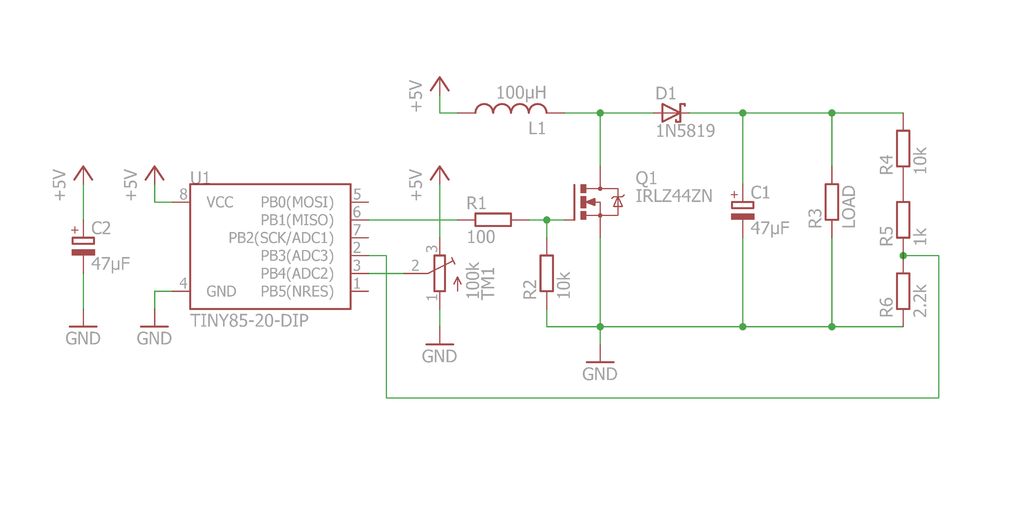 +5V
100µH
L1
D1
1N5819
+5V
+5V
U1
8
VCC
4
GND
PB0(MOSI)
5
PB1(MISO)
6
PB2(SCK/ADC1)
7
PB3(ADC3)
2
PB4(ADC2)
3
PB5(NRES)
1
TINY85-20-DIP
+
C2
47µF
GND
GND
+5V
3
2
1
100k
TM1
GND
R1
100
R2
10k
Q1
IRLZ44ZN
GND
+
C1
47µF
R3
LOAD
R4
10k
R5
1k
R6
2.2k